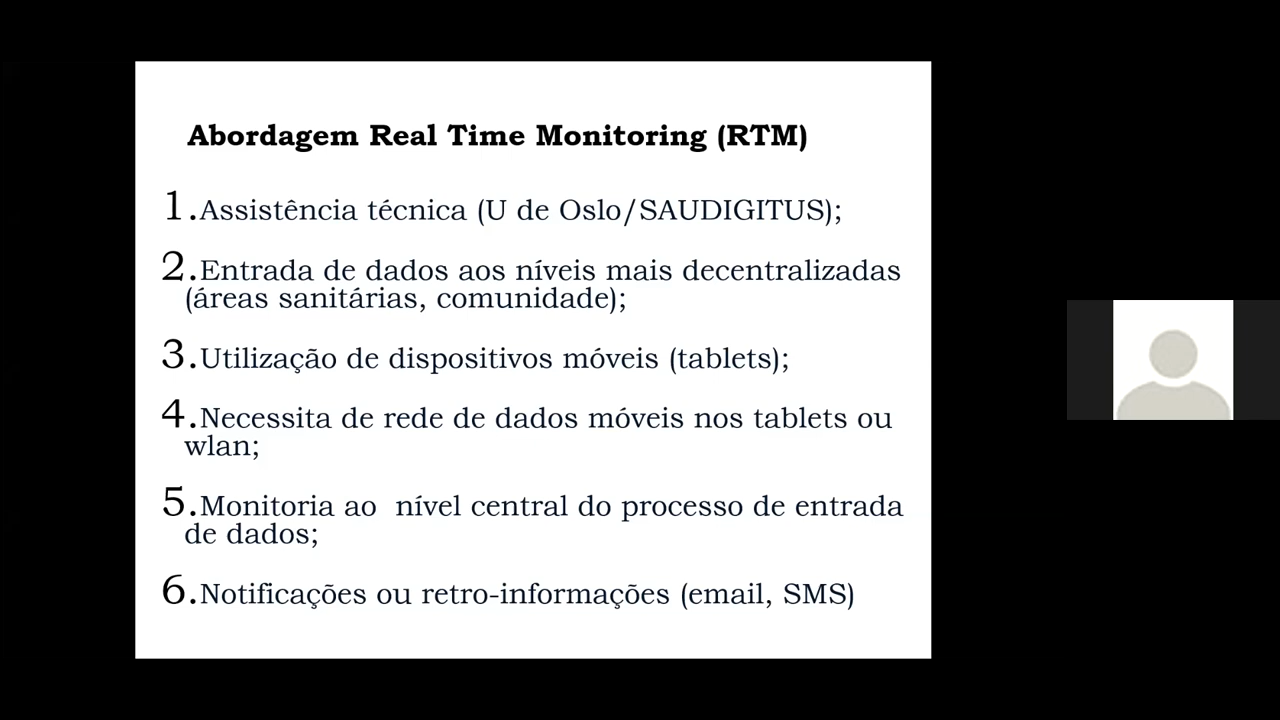 Abordagem Real Time Monitoring (RTM)
1.Assistência técnica (U de Oslo/SAUDIGITUS);
2.Entrada de dados aos níveis mais decentralizadas
(áreas sanitárias, comunidade);
3.Utilização de dispositivos móveis (tablets);
4.Necessita de rede de dados móveis nos tablets ou
wlan;
5.Monitoria ao  nível central do processo de entrada
de dados;
6.Notificações ou retro-informações (email, SMS)